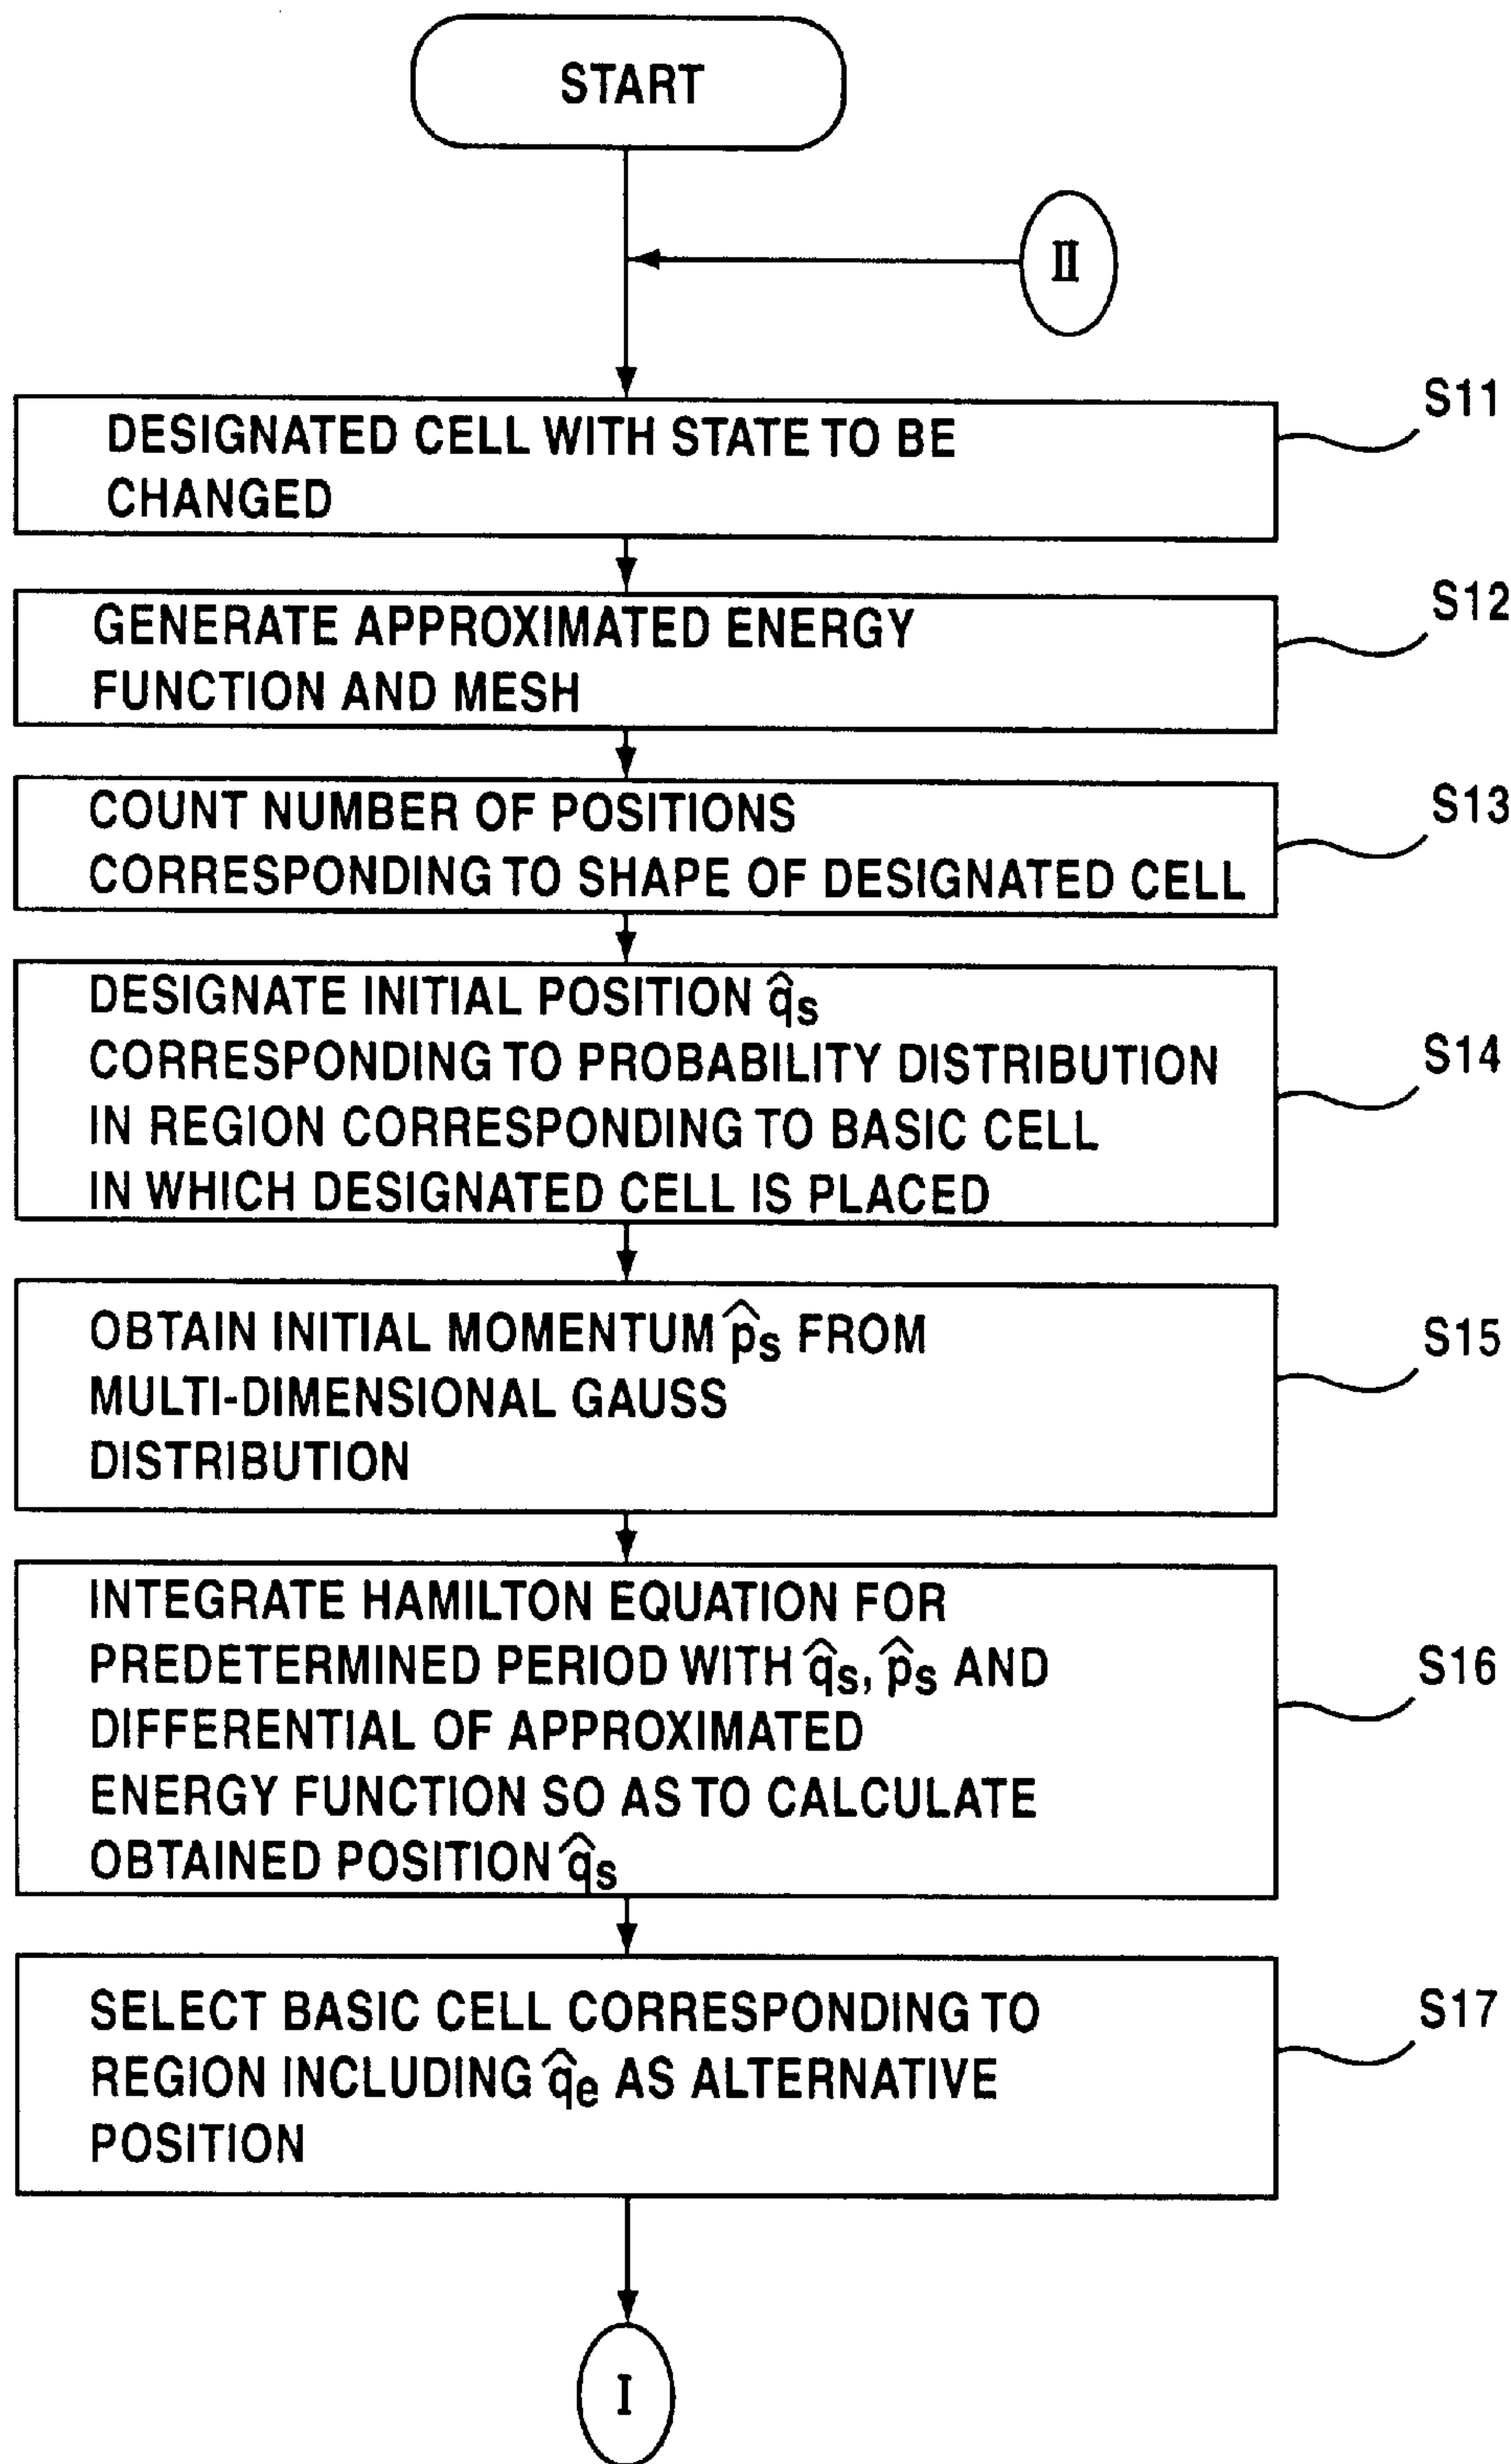 START
II
S11
DESIGNATED CELL WITH STATE TO BE
CHANGED
S12
GENERATE APPROXIMATED ENERGY
FUNCTION AND MESH
S13
COUNT NUMBER OF POSITIONS
CORRESPONDING TO SHAPE OF DESIGNATED CELL
S14
DESIGNATE INITIAL POSITION q̂s
CORRESPONDING TO PROBABILITY DISTRIBUTION
IN REGION CORRESPONDING TO BASIC CELL
IN WHICH DESIGNATED CELL IS PLACED
S15
OBTAIN INITIAL MOMENTUM p̂s FROM
MULTI-DIMENSIONAL GAUSS
DISTRIBUTION
S16
INTEGRATE HAMILTON EQUATION FOR
PREDETERMINED PERIOD WITH q̂s, p̂s AND
DIFFERENTIAL OF APPROXIMATED
ENERGY FUNCTION SO AS TO CALCULATE
OBTAINED POSITION q̂s
S17
SELECT BASIC CELL CORRESPONDING TO
REGION INCLUDING q̂e AS ALTERNATIVE
POSITION
I